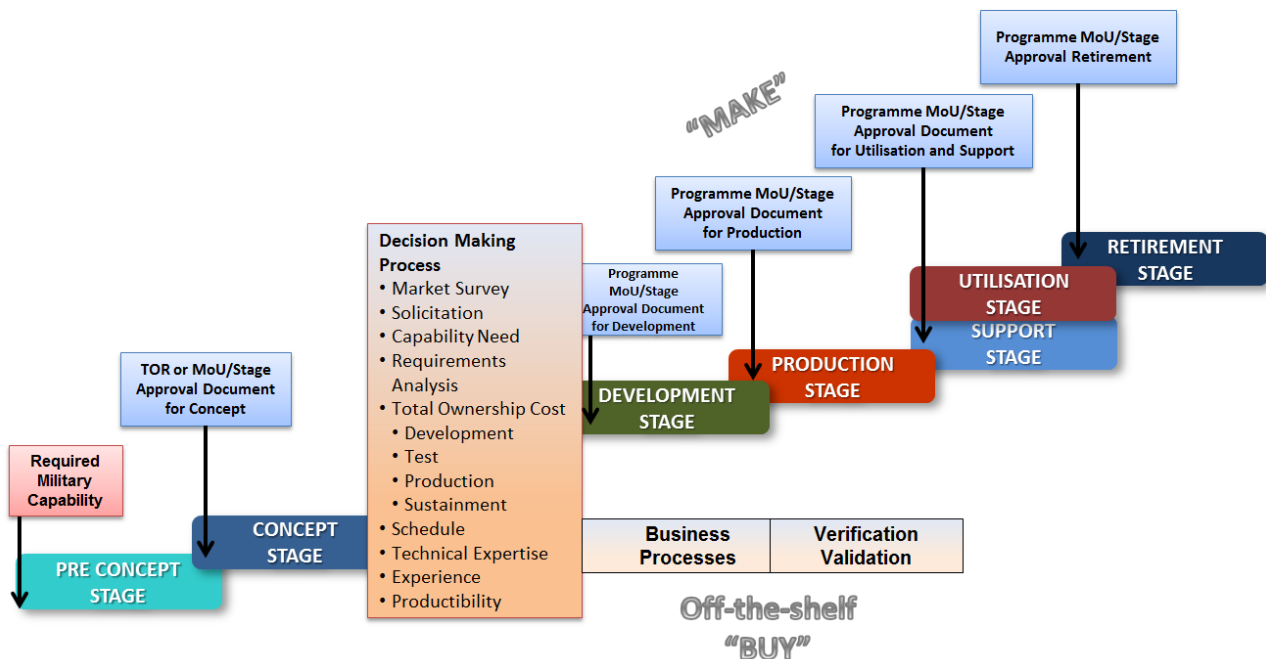 Programme MoU/Stage
Approval Retirement
“MAKE”
Programme MoU/Stage
Approval Document
for Utilisation and Support
Programme MoU/Stage
Approval Document
for Production
Programme
MoU/Stage
Approval Document
for Development
TOR or MoU/Stage
Approval Document
for Concept
Required
Military
Capability
Decision Making
Process
• Market Survey
• Solicitation
• Capability Need
• Requirements
Analysis
• Total Ownership Cost
• Development
• Test
• Production
• Sustainment
• Schedule
• Technical Expertise
• Experience
• Productibility
RETIREMENT
STAGE
UTILISATION
STAGE
SUPPORT
STAGE
PRODUCTION
STAGE
DEVELOPMENT
STAGE
CONCEPT
STAGE
PRE CONCEPT
STAGE
Business
Processes
Verification
Validation
Off-the-shelf
“BUY”